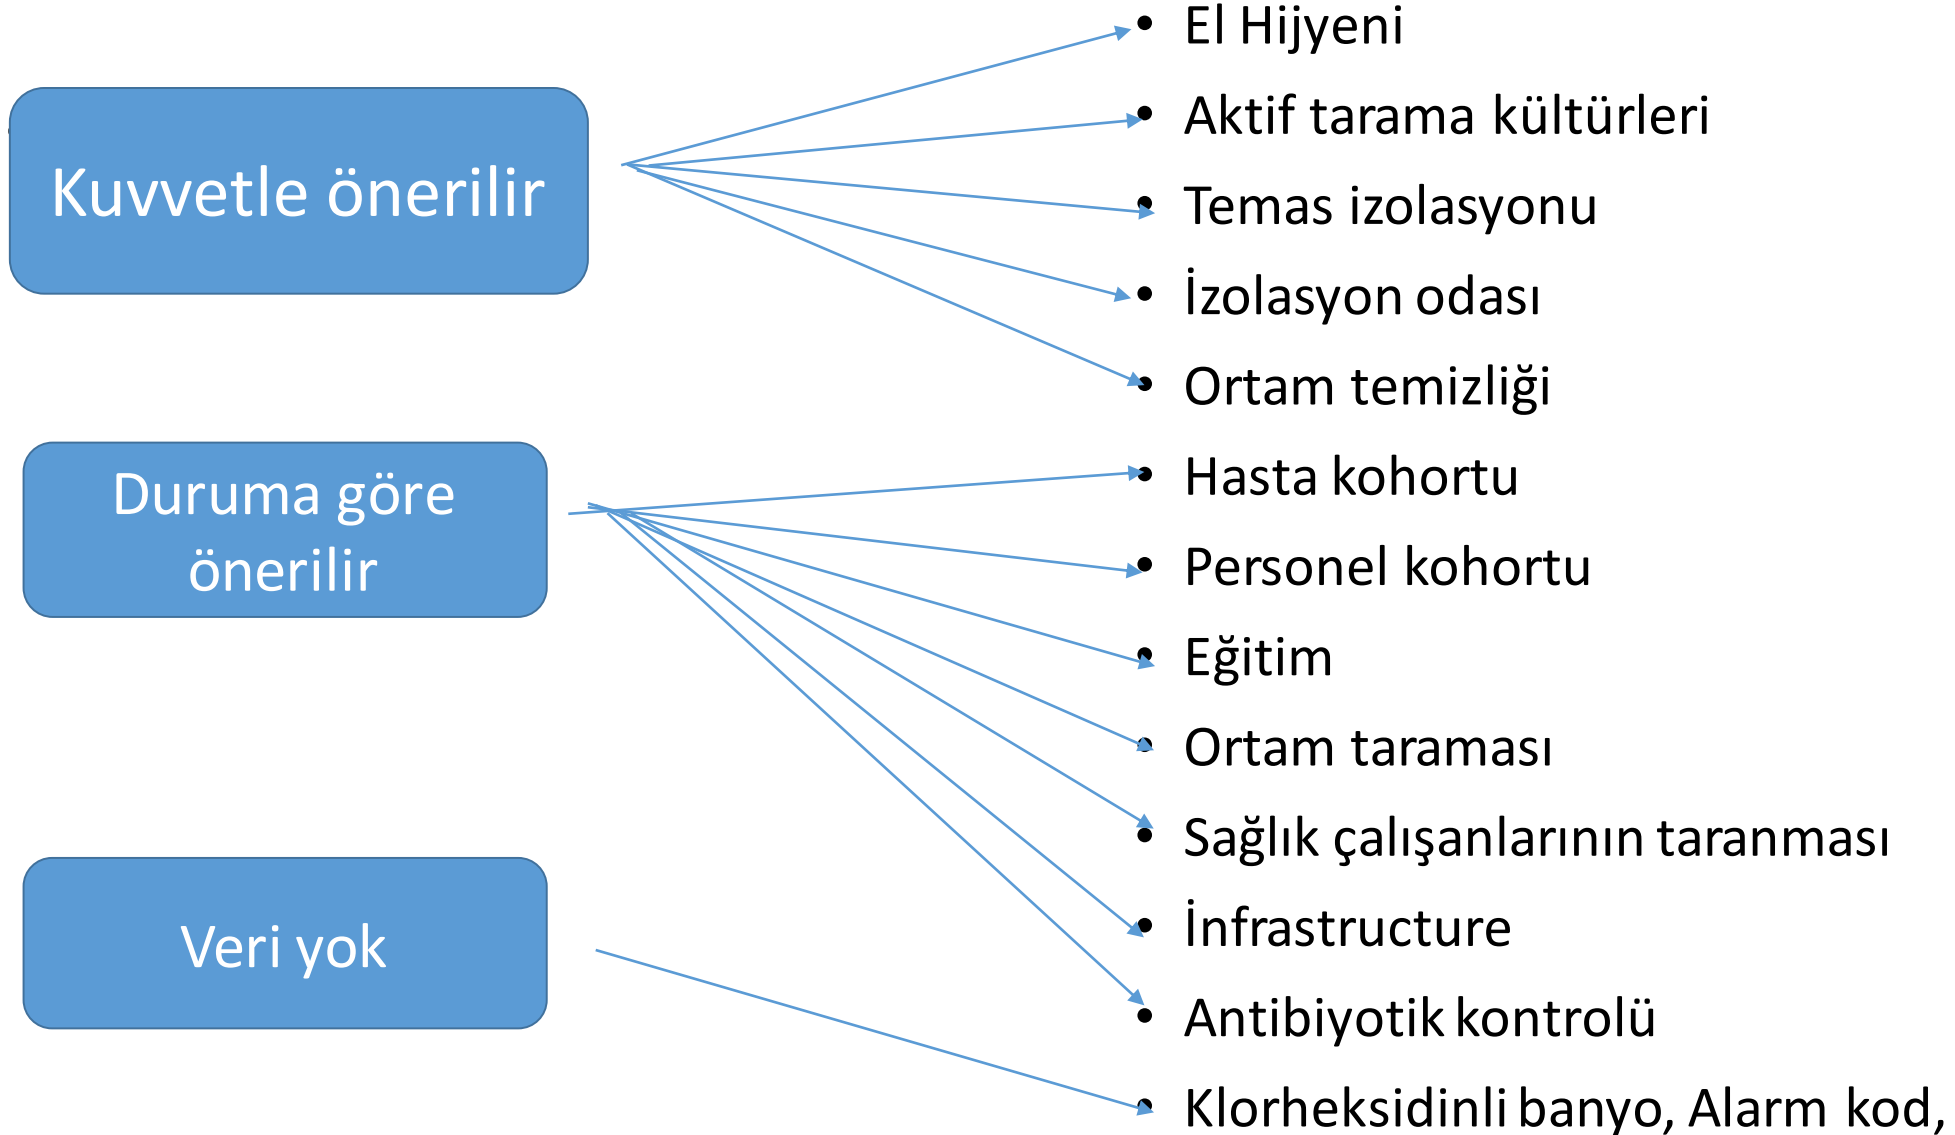 Kuvvetle önerilir
Duruma göre
önerilir
Veri yok
• El Hijyeni
• Aktif tarama kültürleri
• Temas izolasyonu
• İzolasyon odası
• Ortam temizliği
• Hasta kohortu
• Personel kohortu
• Eğitim
• Ortam taraması
• Sağlık çalışanlarının taranması
• İnfrastructure
• Antibiyotik kontrolü
• Klorheksidinli banyo, Alarm kod,